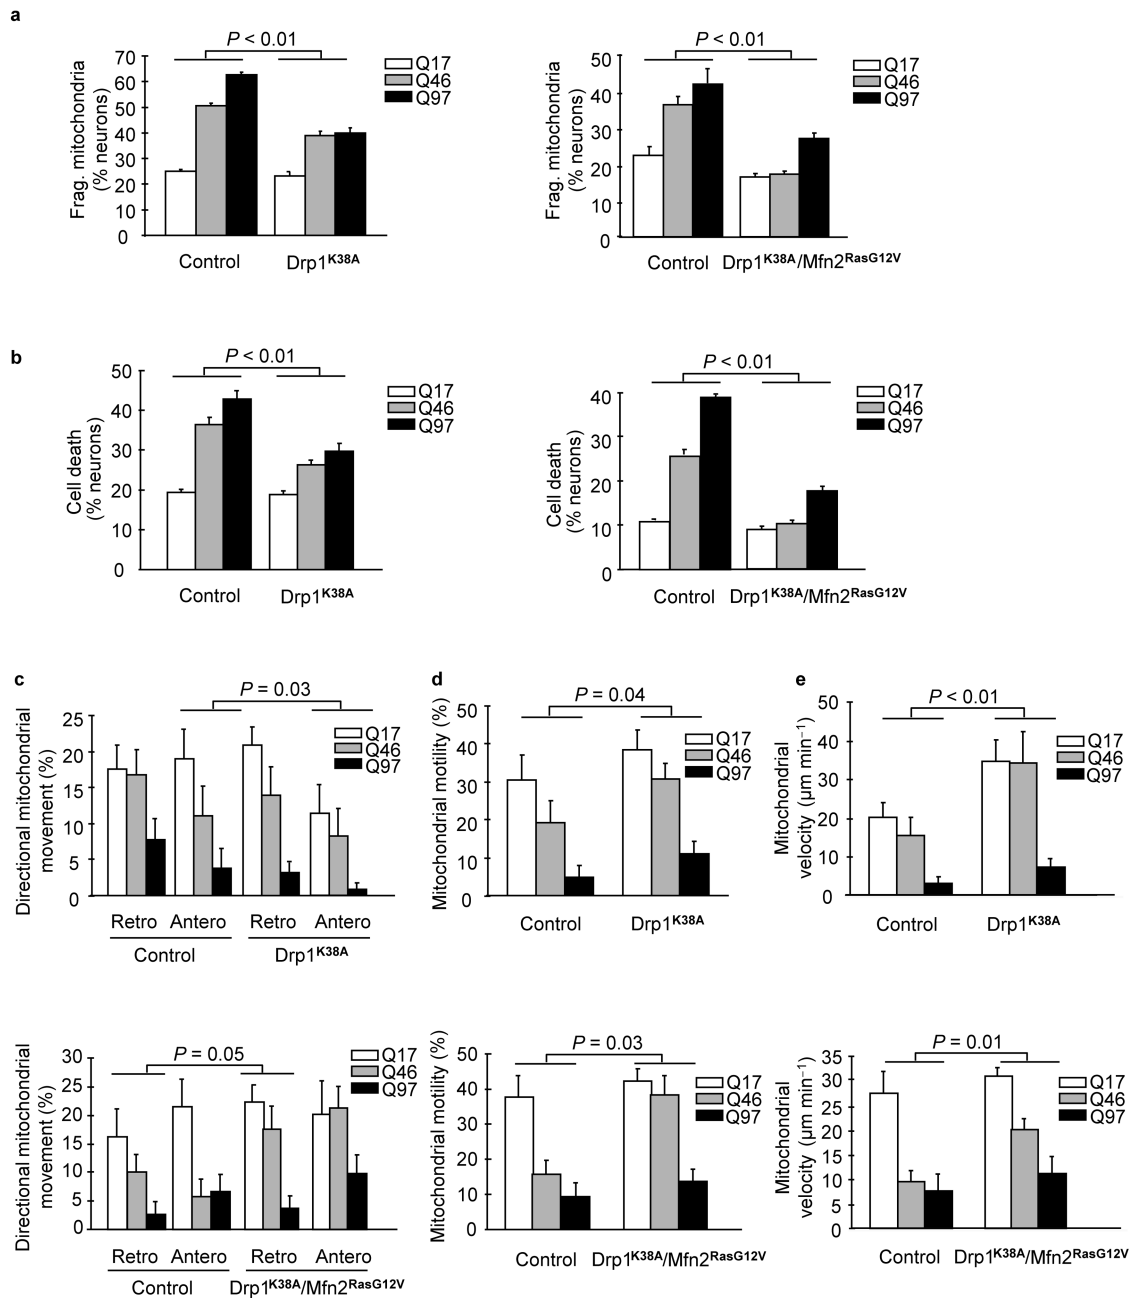 a
P < 0.01
Frag. mitochondria
(% neurons)
70
60
50
40
30
20
10
0
Q17
Q46
Q97
Control
Drp1K38A
P < 0.01
Frag. mitochondria
(% neurons)
50
40
30
20
10
0
Q17
Q46
Q97
Control
Drp1K38A/Mfn2RasG12V
b
P < 0.01
Cell death
(% neurons)
50
40
30
20
10
0
Q17
Q46
Q97
Control
Drp1K38A
P < 0.01
Cell death
(% neurons)
40
30
20
10
0
Q17
Q46
Q97
Control
Drp1K38A/Mfn2RasG12V
c
P = 0.03
Directional mitochondrial
movement (%)
25
20
15
10
5
0
Q17
Q46
Q97
Retro Antero Retro Antero
Control Drp1K38A
d
P = 0.04
Mitochondrial motility (%)
50
40
30
20
10
0
Q17
Q46
Q97
Control
Drp1K38A
e
P < 0.01
Mitochondrial
velocity (µm min−1)
50
40
30
20
10
0
Q17
Q46
Q97
Control
Drp1K38A
P = 0.05
Directional mitochondrial
movement (%)
30
25
20
15
10
5
0
Q17
Q46
Q97
Retro Antero Retro Antero
Control Drp1K38A/Mfn2RasG12V
P = 0.03
Mitochondrial motility (%)
50
40
30
20
10
0
Q17
Q46
Q97
Control
Drp1K38A/Mfn2RasG12V
P = 0.01
Mitochondrial
velocity (µm min−1)
35
30
25
20
15
10
5
0
Q17
Q46
Q97
Control
Drp1K38A/Mfn2RasG12V